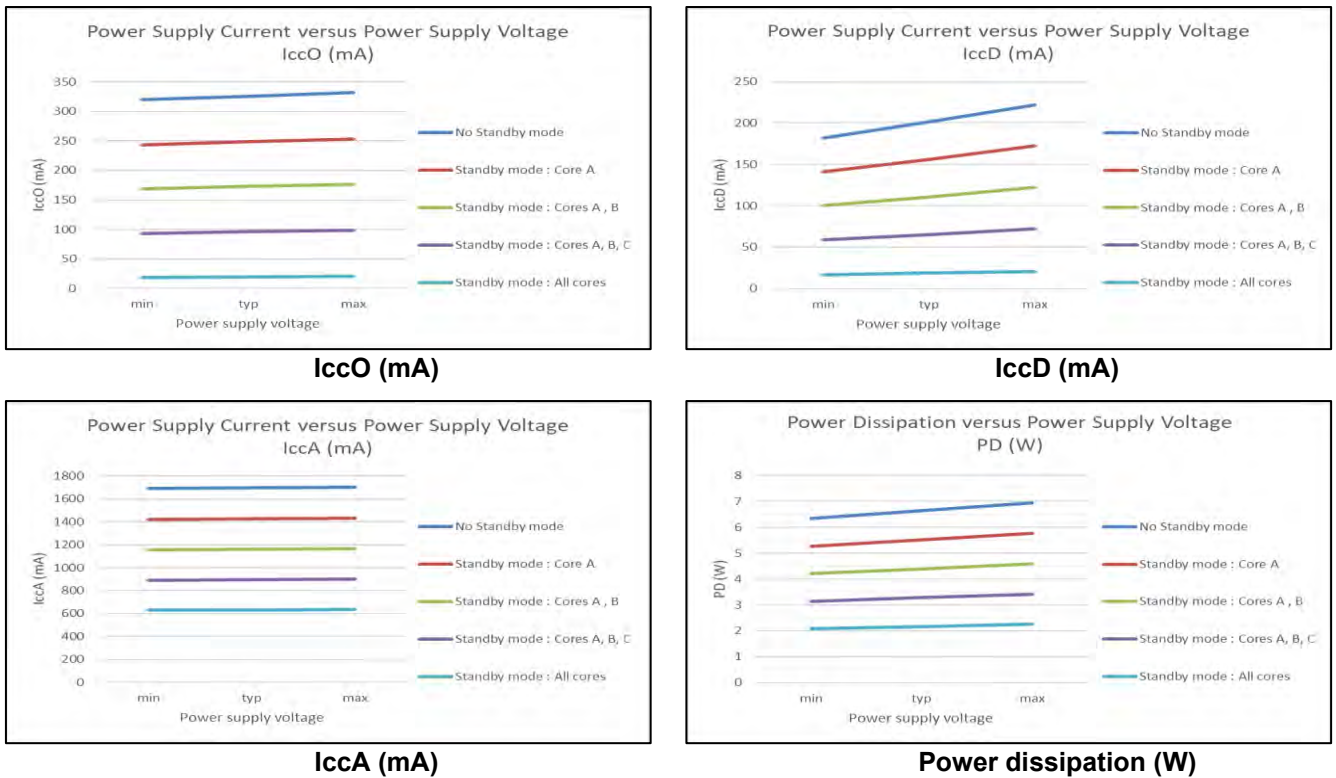 Power Supply Current versus Power Supply Voltage
IccO (mA)
350
300
250
200
150
100
50
0
IccO (mA)
min typ max
Power supply voltage
No Standby mode
Standby mode : Core A
Standby mode : Cores A , B
Standby mode : Cores A, B, C
Standby mode : All cores
IccO (mA)
Power Supply Current versus Power Supply Voltage
IccD (mA)
250
200
150
100
50
0
IccD (mA)
min typ max
Power supply voltage
No Standby mode
Standby mode : Core A
Standby mode : Cores A , B
Standby mode : Cores A, B, C
Standby mode : All cores
IccD (mA)
Power Supply Current versus Power Supply Voltage
IccA (mA)
1800
1600
1400
1200
1000
800
600
400
200
0
IccA (mA)
min typ max
Power supply voltage
No Standby mode
Standby mode : Core A
Standby mode : Cores A , B
Standby mode : Cores A, B, C
Standby mode : All cores
IccA (mA)
Power Dissipation versus Power Supply Voltage
PD (W)
8
7
6
5
4
3
2
1
0
PD (W)
min typ max
Power supply voltage
No Standby mode
Standby mode : Core A
Standby mode : Cores A , B
Standby mode : Cores A, B, C
Standby mode : All cores
Power dissipation (W)